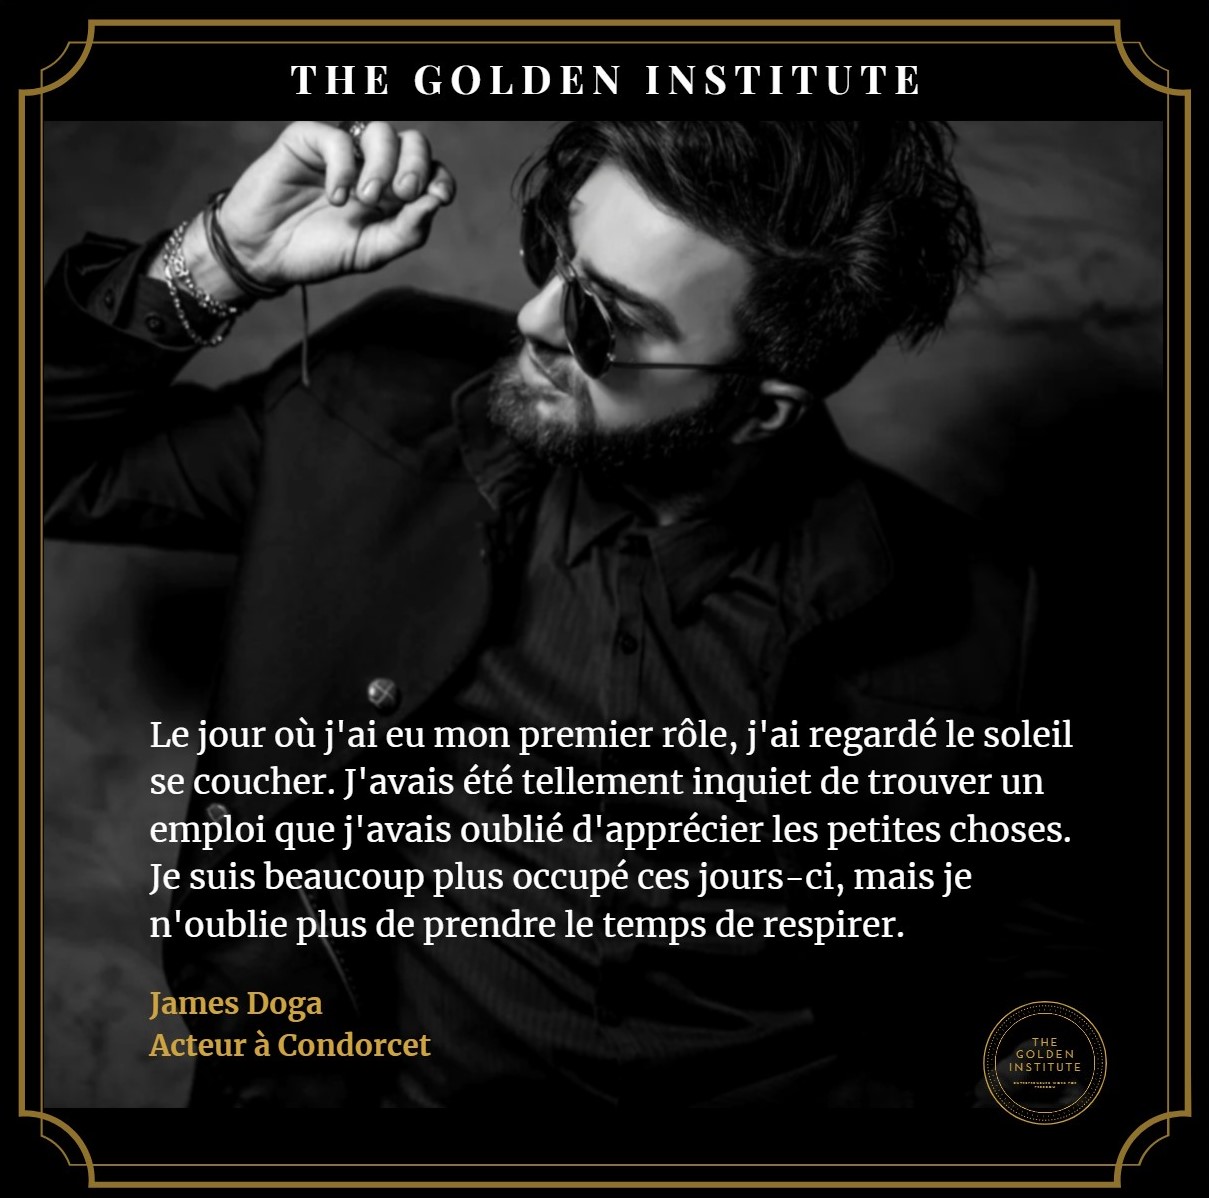 THE GOLDEN INSTITUTE
Le jour où j'ai eu mon premier rôle, j'ai regardé le soleil
se coucher. J'avais été tellement inquiet de trouver un
emploi que j'avais oublié d'apprécier les petites choses.
Je suis beaucoup plus occupé ces jours-ci, mais je
n'oublie plus de prendre le temps de respirer.
James Doga
Acteur à Condorcet
THE
GOLDEN
INSTITUTE